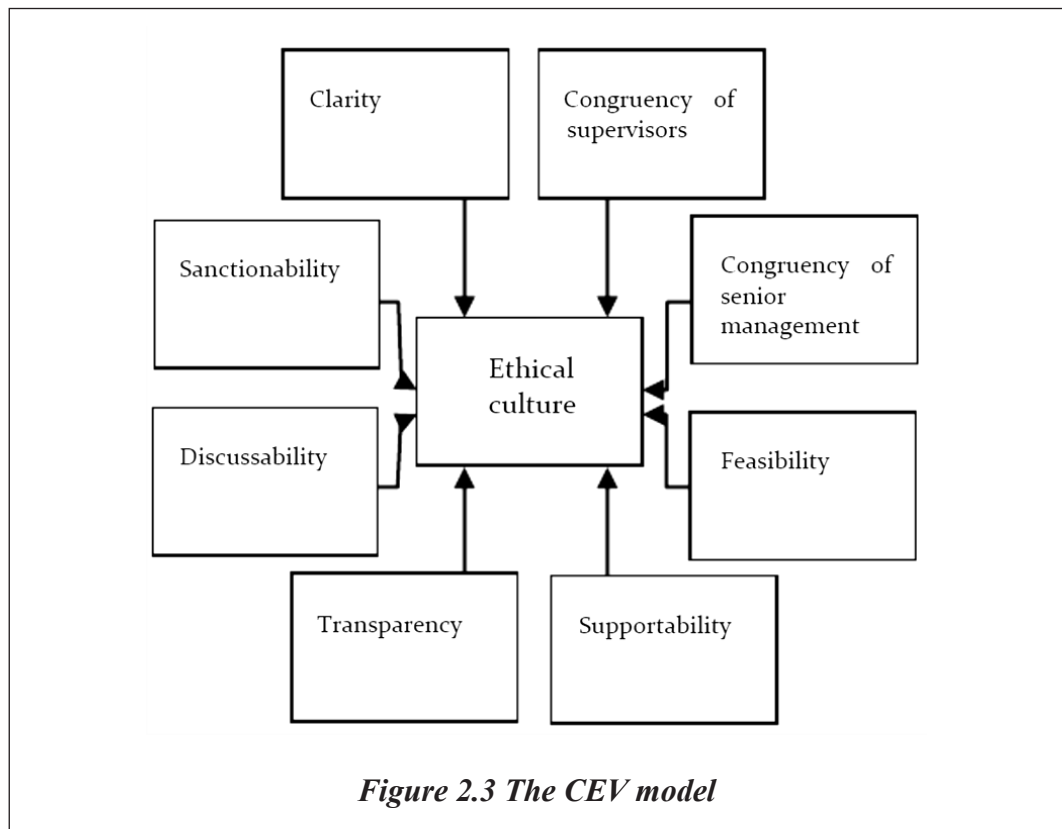 Clarity
Congruency of
supervisors
Sanctionability
Congruency of
senior
management
Ethical
culture
Discussability
Feasibility
Transparency
Supportability
Figure 2.3 The CEV model